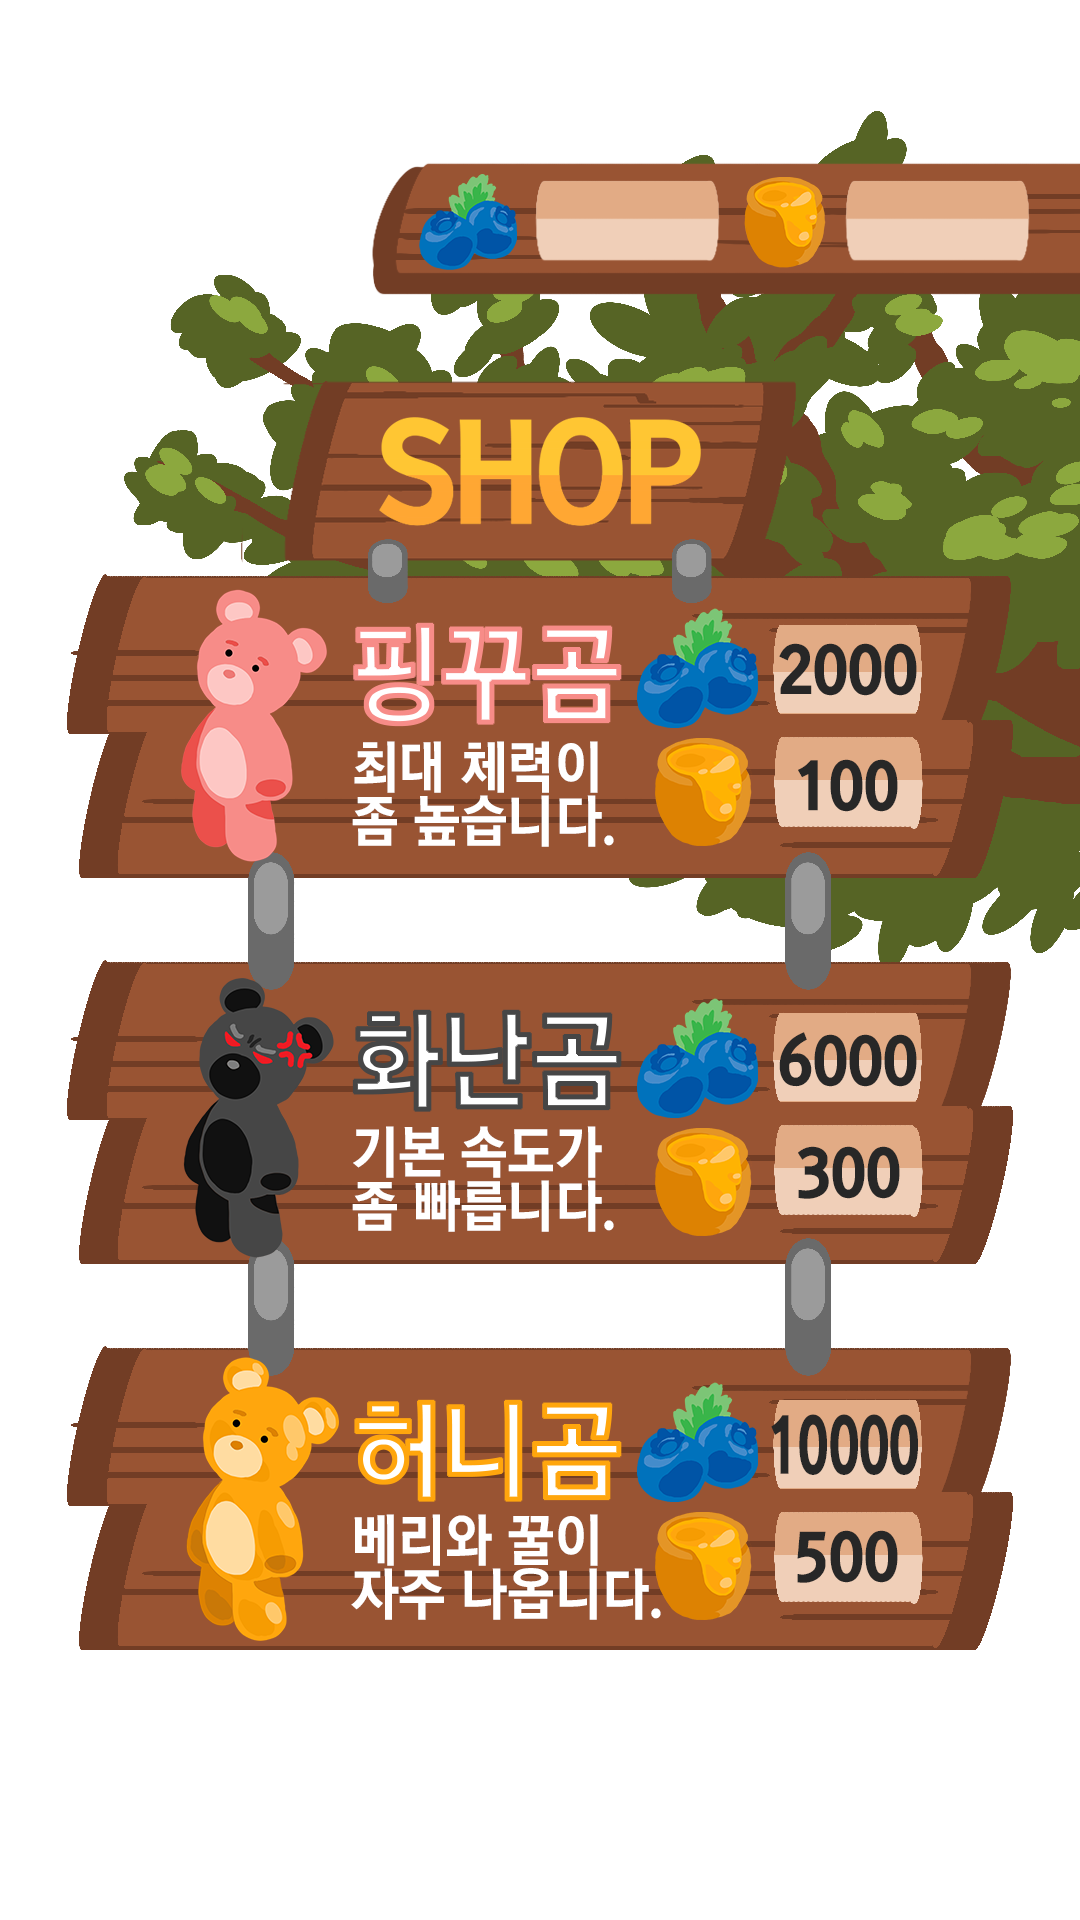 SHOP
핑꾸곰
2000
최대 체력이
좀 높습니다.
100
화난곰
6000
기본 속도가
좀 빠릅니다.
300
허니곰
10000
베리와 꿀이
자주 나옵니다.
500